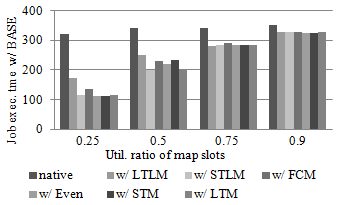 Job exec. tme w/ BASE
400
300
200
100
0
0.25 0.5 0.75 0.9
Util. ratio of map slots
native w/ LTLM w/ STLM w/ FCM
w/ Even w/ STM w/ LTM